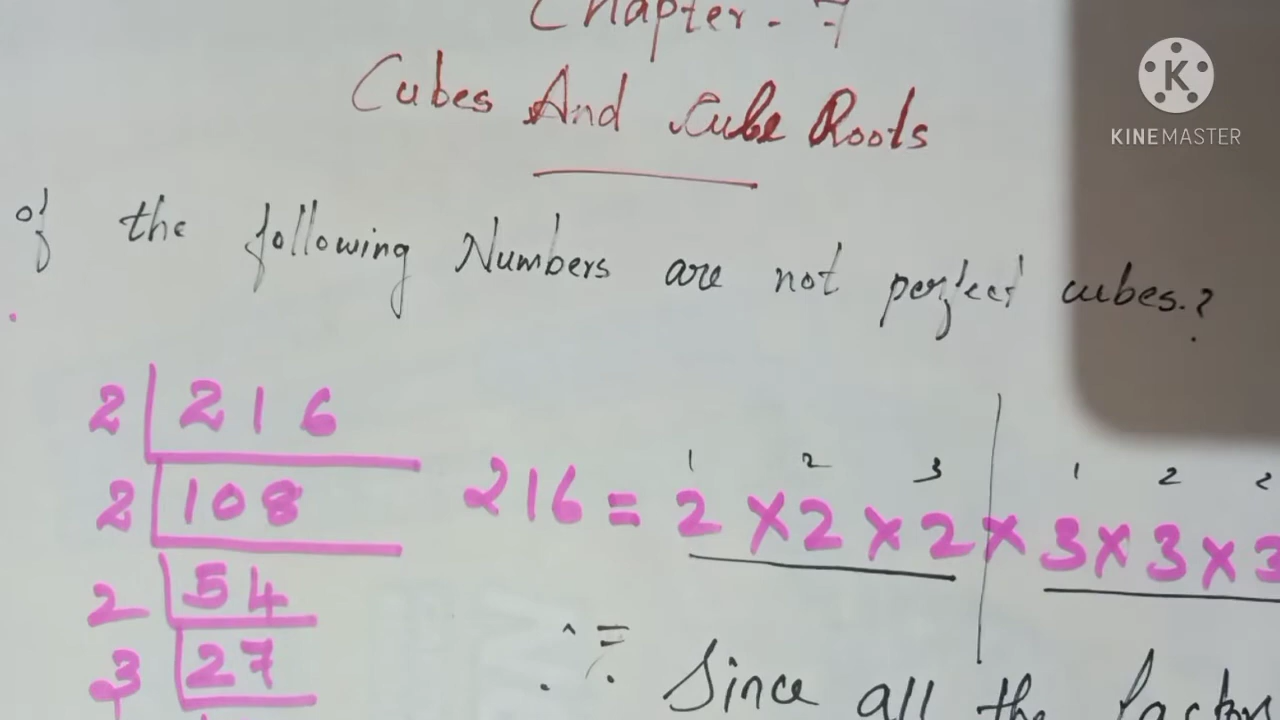 Chapter - 7
Cubes And Cube Roots
of the following Numbers are not perfect cubes.?
2 | 216
2 | 108
2 | 54
3 | 27
216 = 2 × 2 × 2 × 3 × 3 × 3
1 2 3 1 2 2
Since all the factor
K
KINEMASTER